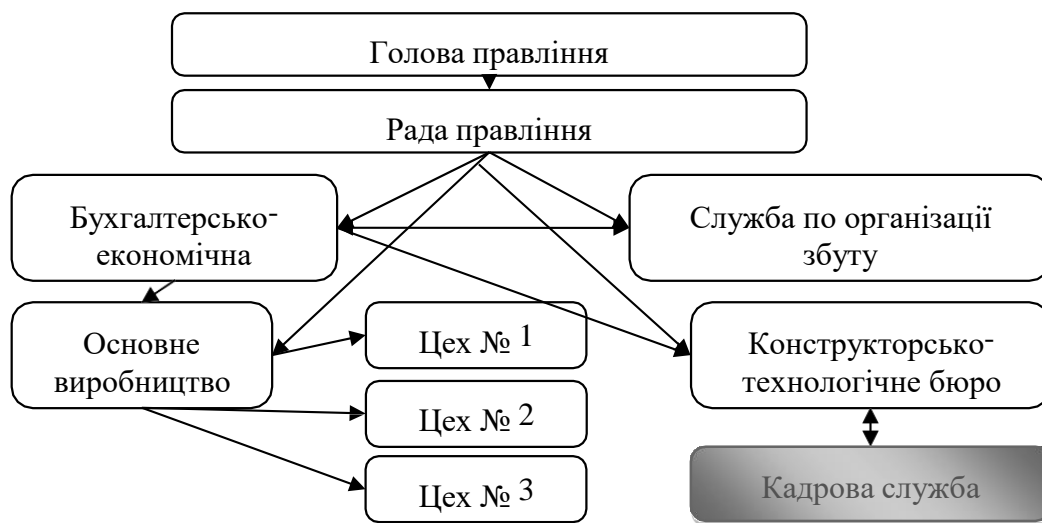 Голова правління
Рада правління
Бухгалтерсько-
економічна
Служба по організації
збуту
Основне
виробництво
Цех № 1
Цех № 2
Цех № 3
Конструкторсько-
технологічне бюро
Кадрова служба